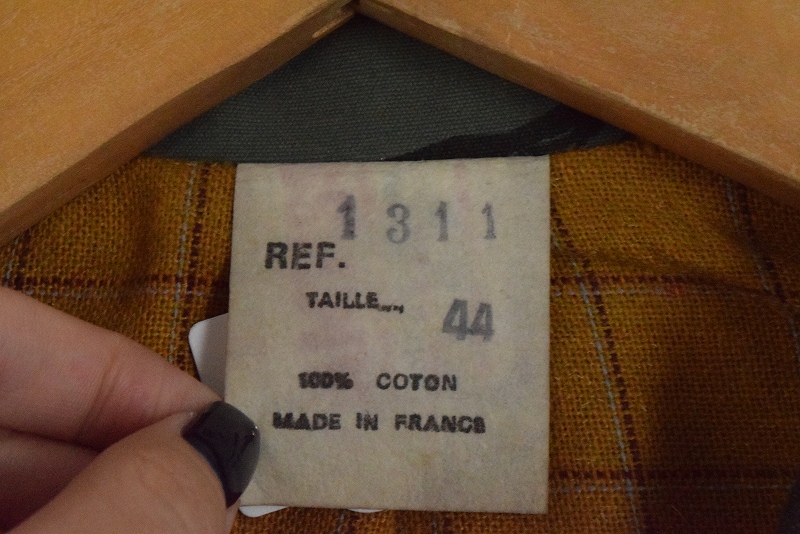 1311
REF.
TAILLE...
44
100% COTON
MADE IN FRANCE